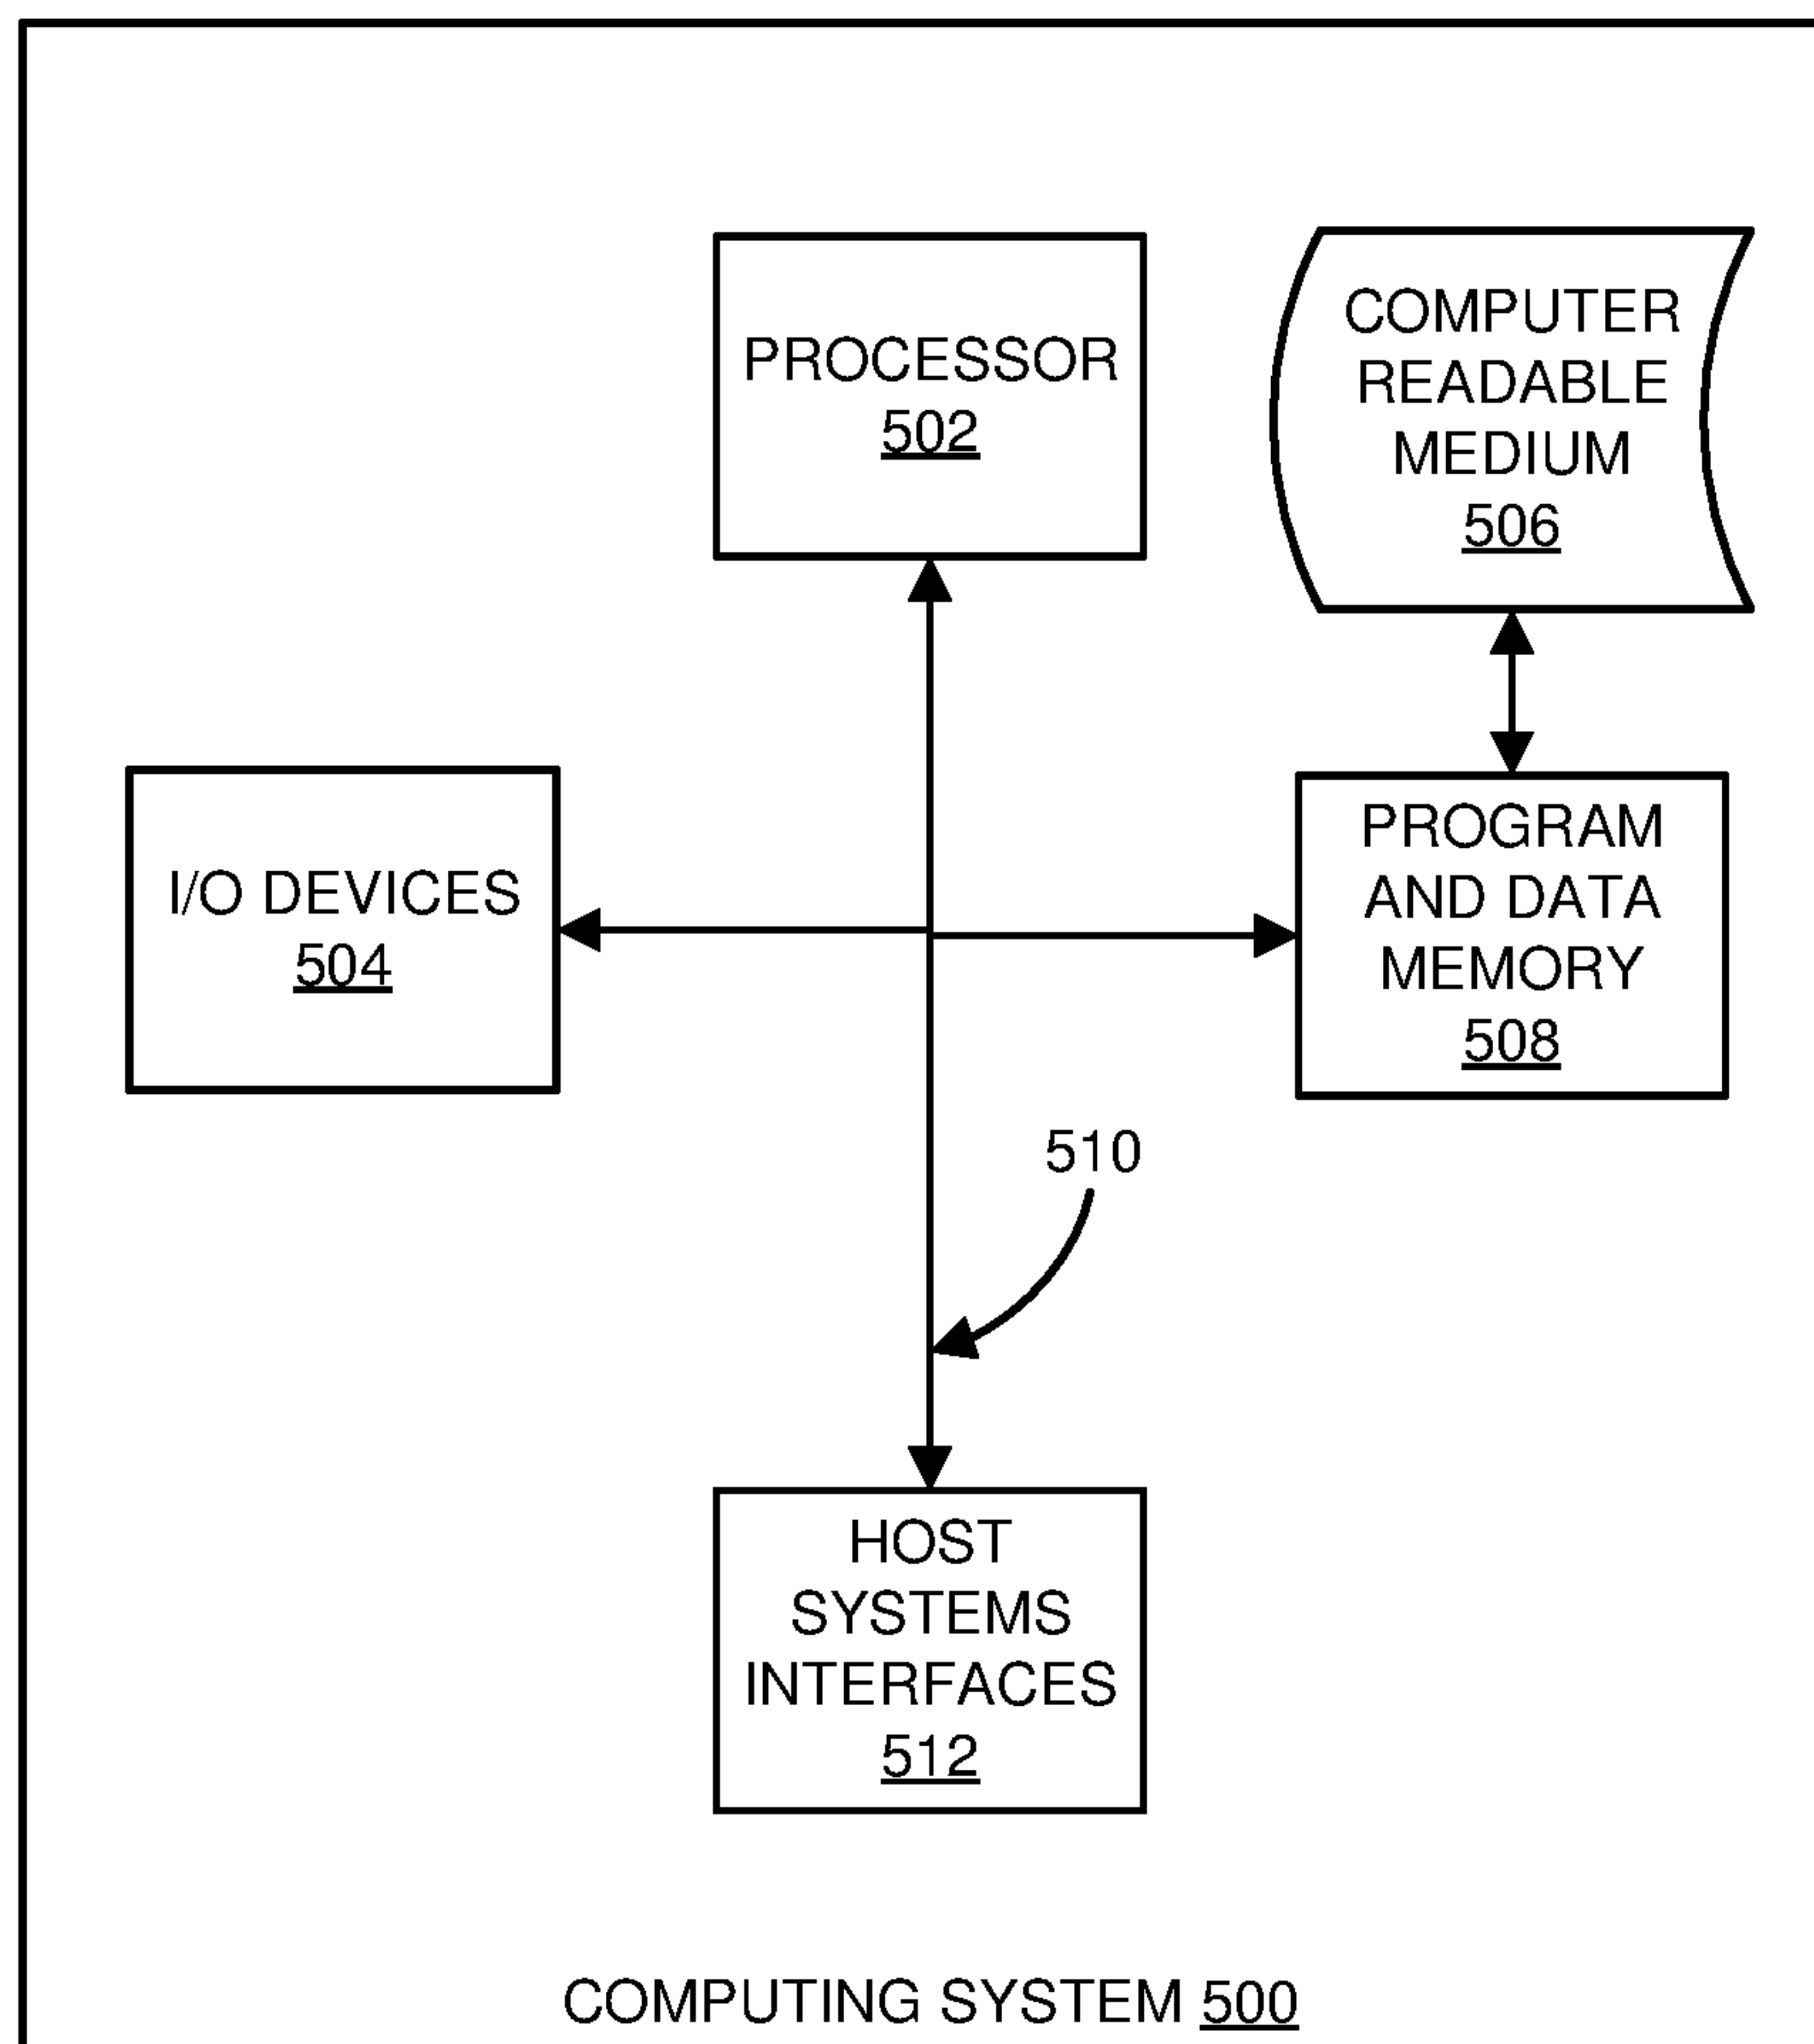 PROCESSOR
502
COMPUTER
READABLE
MEDIUM
506
I/O DEVICES
504
PROGRAM
AND DATA
MEMORY
508
510
HOST
SYSTEMS
INTERFACES
512
COMPUTING SYSTEM 500